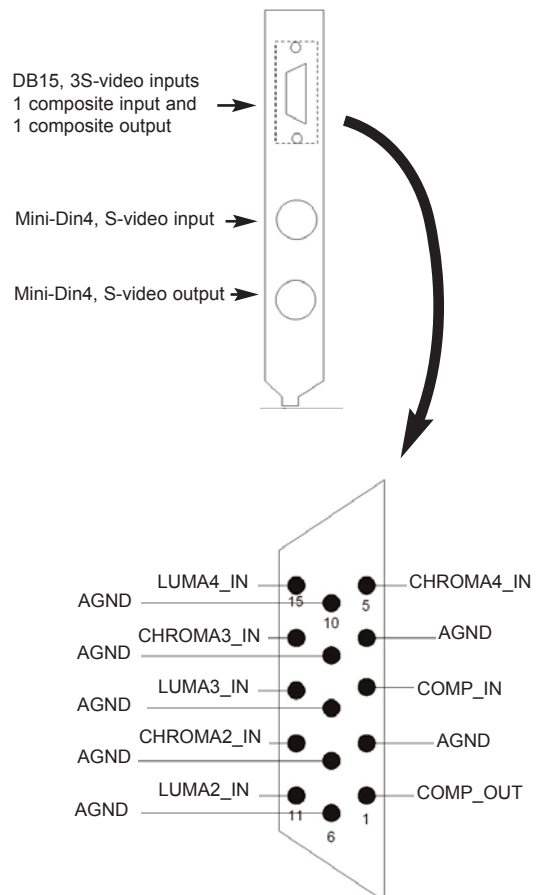 DB15, 3S-video inputs
1 composite input and
1 composite output
Mini-Din4, S-video input
Mini-Din4, S-video output
LUMA4_IN
CHROMA4_IN
15
5
AGND
10
CHROMA3_IN
AGND
AGND
LUMA3_IN
COMP_IN
AGND
CHROMA2_IN
AGND
AGND
LUMA2_IN
COMP_OUT
11
1
AGND
6